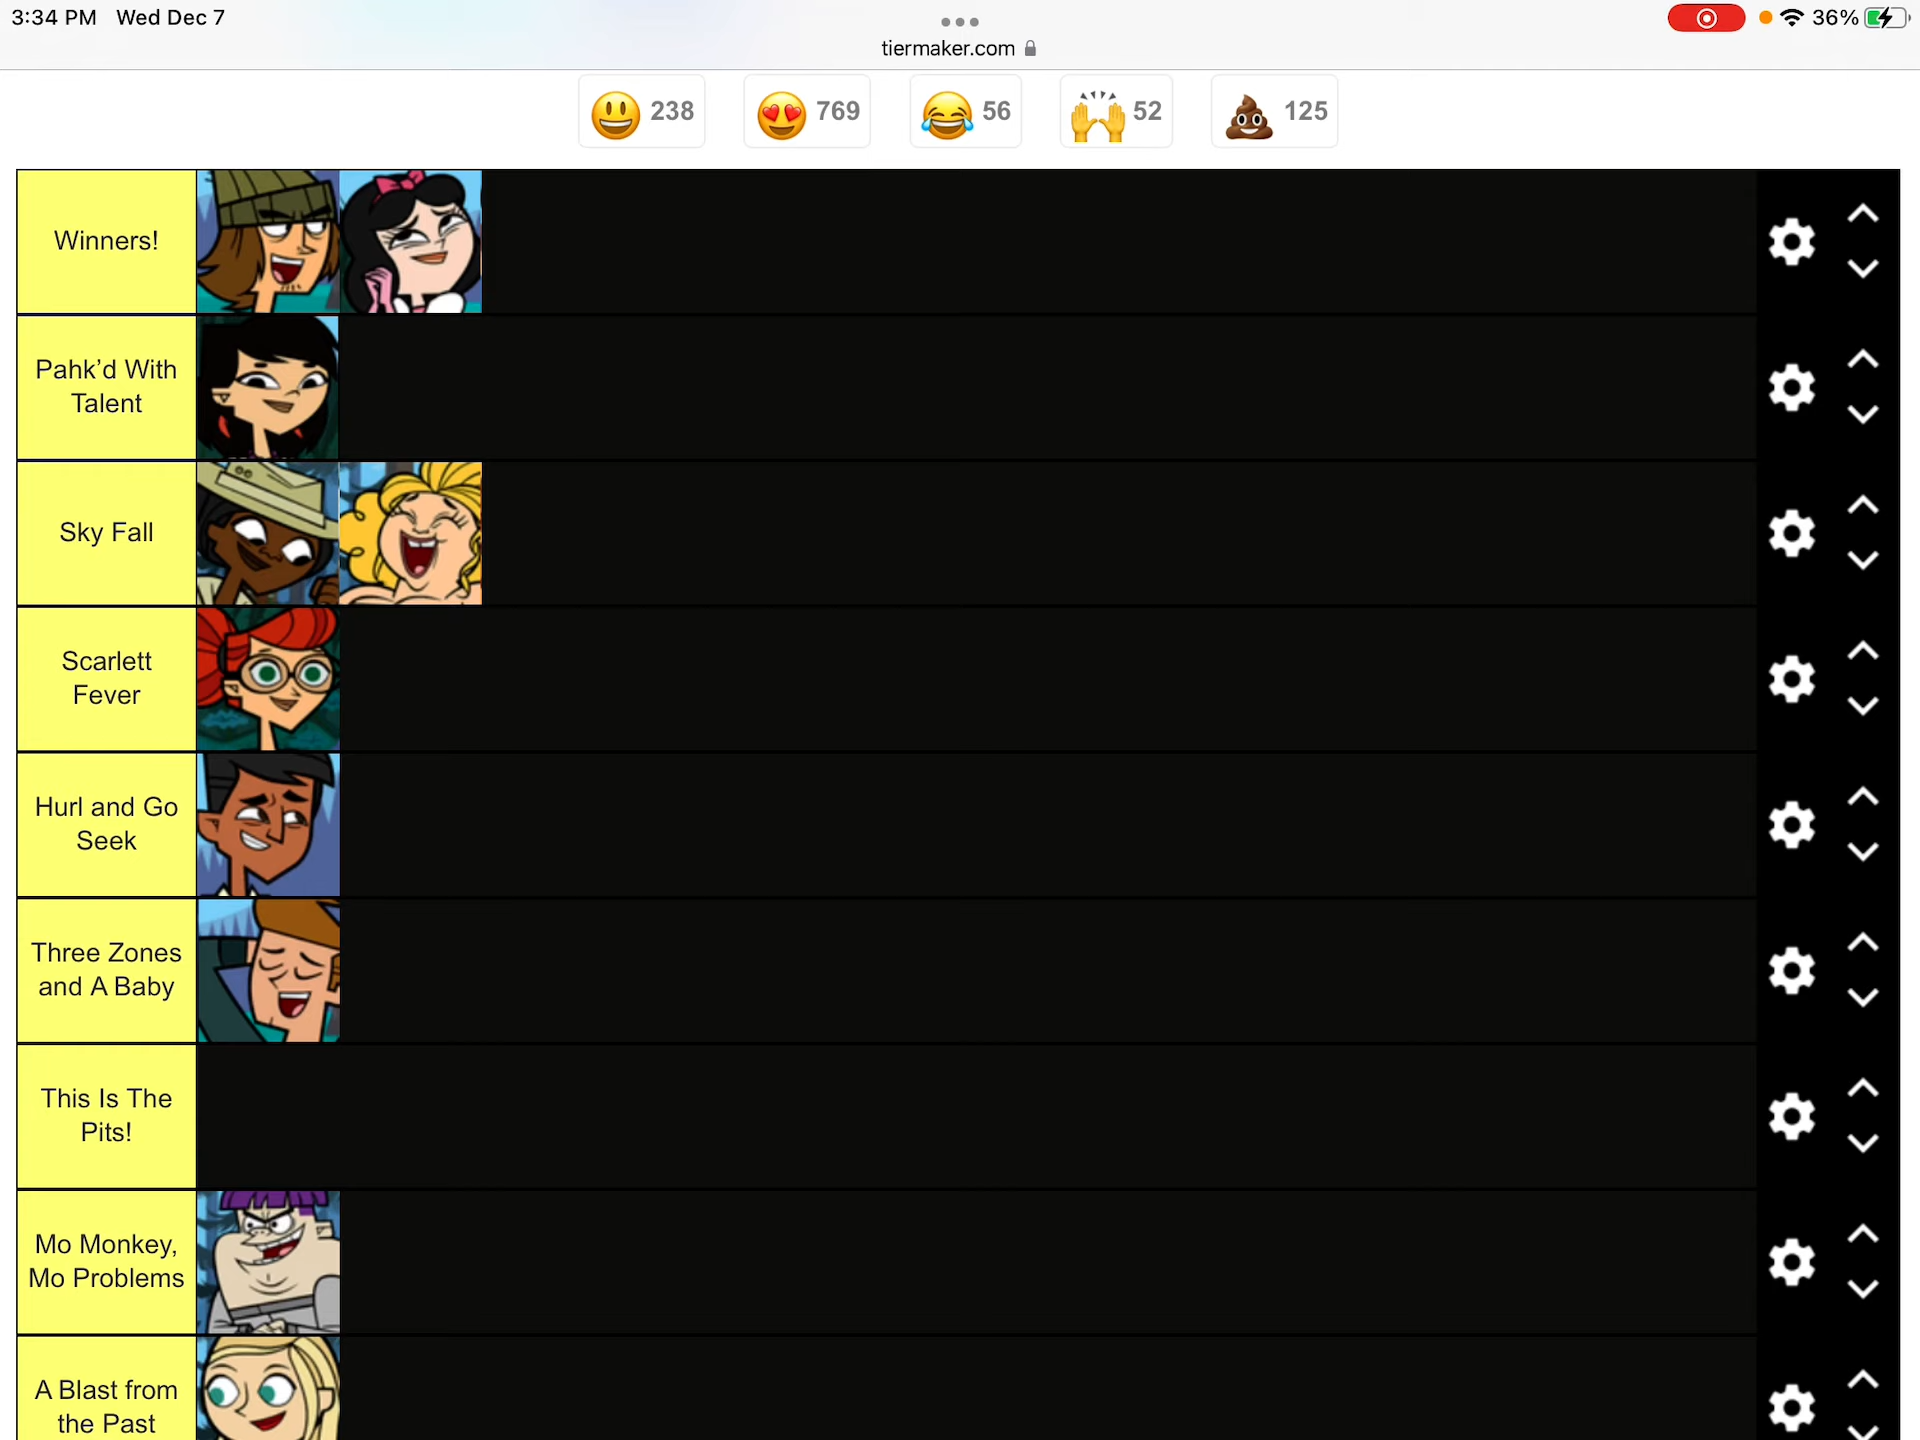 3:34 PM Wed Dec 7
36%
tiermaker.com
238 769 56 52 125
Winners!
Pahk’d With
Talent
Sky Fall
Scarlett
Fever
Hurl and Go
Seek
Three Zones
and A Baby
This Is The
Pits!
Mo Monkey,
Mo Problems
A Blast from
the Past